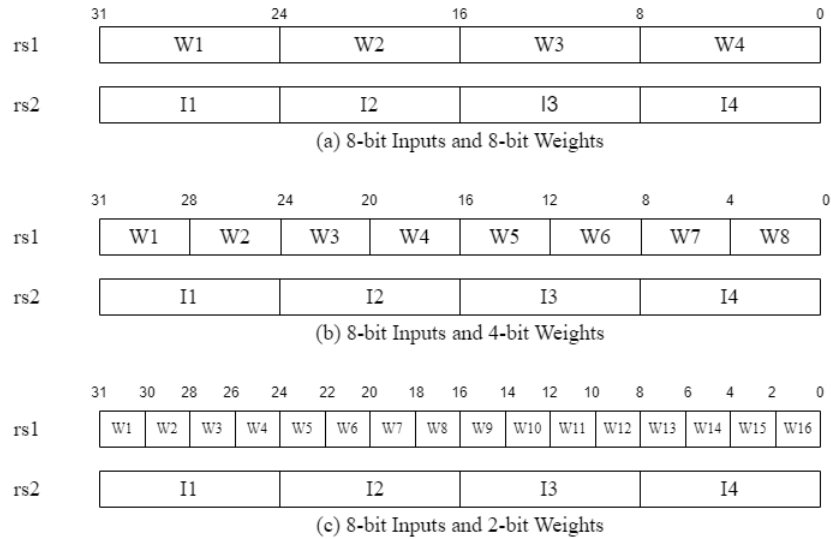 31 24 16 8 0
rs1 W1 W2 W3 W4
rs2 I1 I2 I3 I4
(a) 8-bit Inputs and 8-bit Weights
31 28 24 20 16 12 8 4 0
rs1 W1 W2 W3 W4 W5 W6 W7 W8
rs2 I1 I2 I3 I4
(b) 8-bit Inputs and 4-bit Weights
31 30 28 26 24 22 20 18 16 14 12 10 8 6 4 2 0
rs1 W1 W2 W3 W4 W5 W6 W7 W8 W9 W10 W11 W12 W13 W14 W15 W16
rs2 I1 I2 I3 I4
(c) 8-bit Inputs and 2-bit Weights